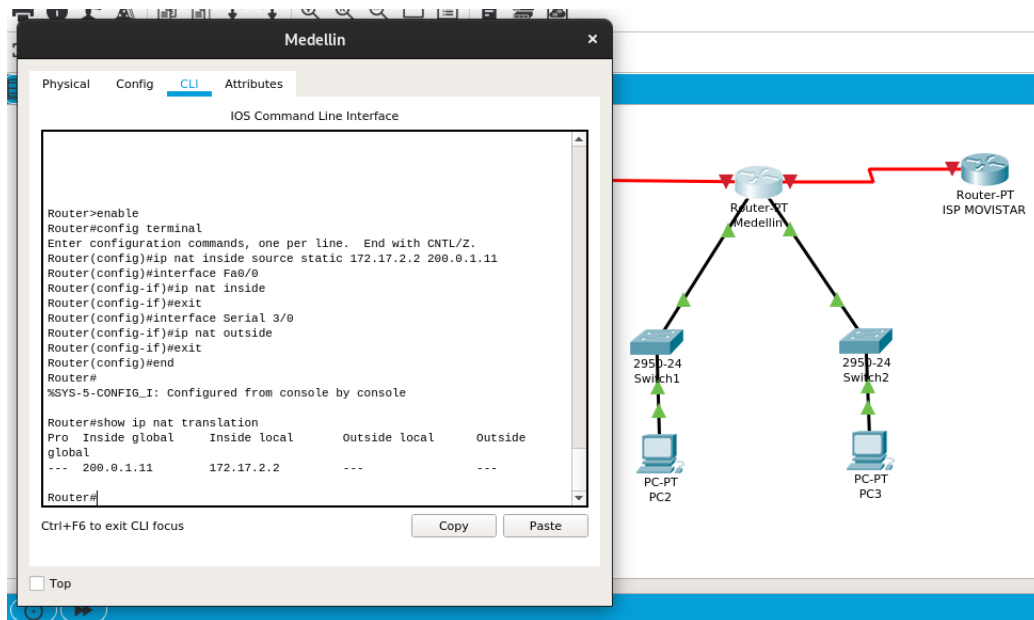 Medellin
×
Physical Config CLI Attributes
IOS Command Line Interface
Router>enable
Router#config terminal
Enter configuration commands, one per line. End with CNTL/Z.
Router(config)#ip nat inside source static 172.17.2.2 200.0.1.11
Router(config)#interface Fa0/0
Router(config-if)#ip nat inside
Router(config-if)#exit
Router(config)#interface Serial 3/0
Router(config-if)#ip nat outside
Router(config-if)#exit
Router(config)#end
Router#
%SYS-5-CONFIG_I: Configured from console by console
Router#show ip nat translation
Pro Inside global Inside local Outside local Outside
global
--- 200.0.1.11 172.17.2.2 --- ---
Router#
Ctrl+F6 to exit CLI focus
Copy
Paste
Top
Router-PT
Medellin
Router-PT
ISP MOVISTAR
2950-24
Switch1
2950-24
Switch2
PC-PT
PC2
PC-PT
PC3